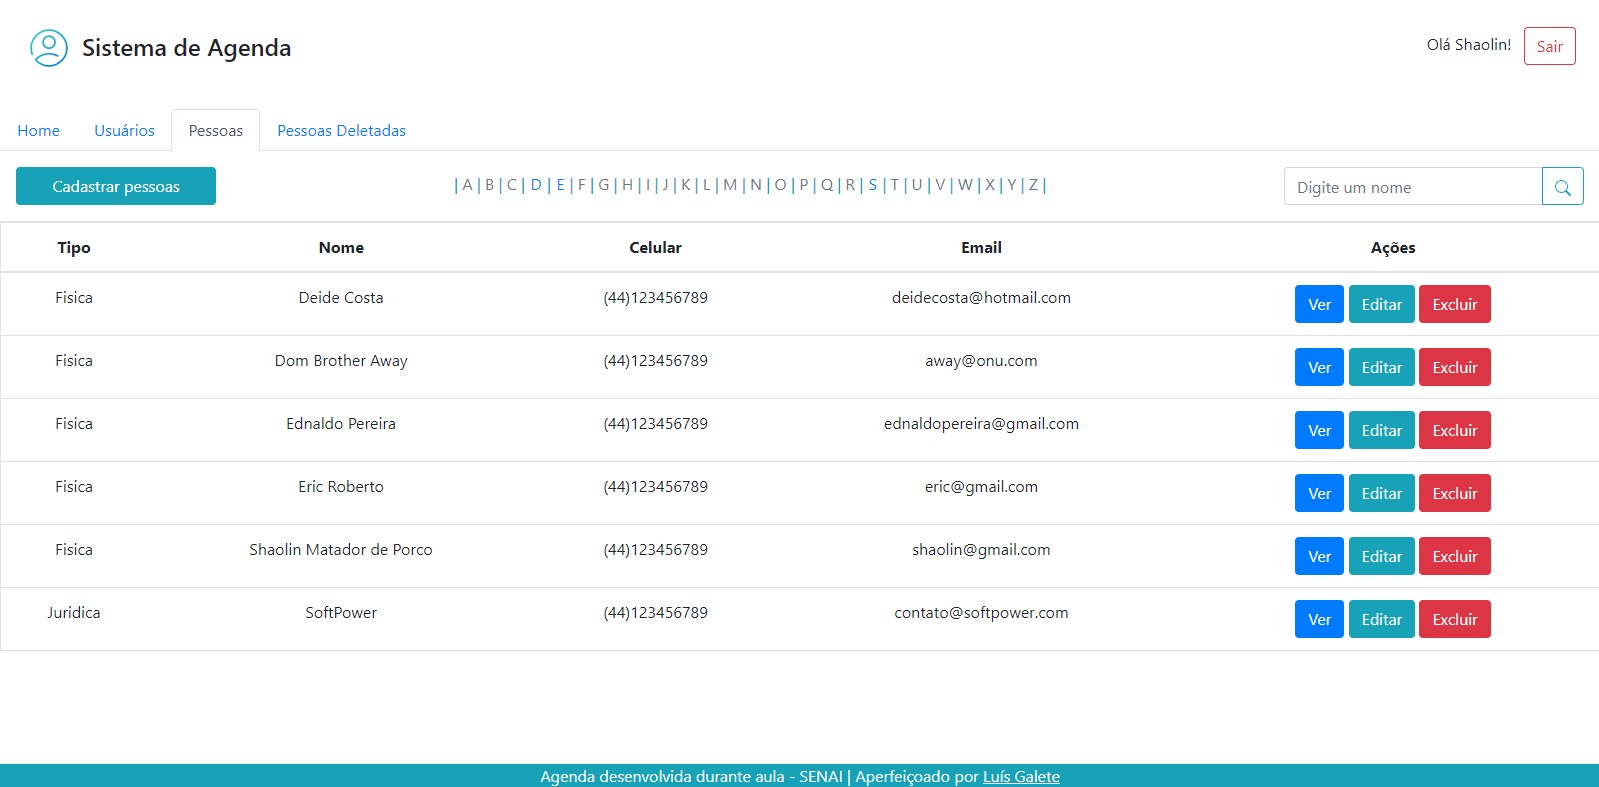 Sistema de Agenda
Olá Shaolin! Sair
Home Usuários Pessoas Pessoas Deletadas
Cadastrar pessoas | A | B | C | D | E | F | G | H | I | J | K | L | M | N | O | P | Q | R | S | T | U | V | W | X | Y | Z | Digite um nome
Tipo Nome Celular Email Ações
Fisica Deide Costa (44)123456789 deidecosta@hotmail.com Ver Editar Excluir
Fisica Dom Brother Away (44)123456789 away@onu.com Ver Editar Excluir
Fisica Ednaldo Pereira (44)123456789 ednaldopereira@gmail.com Ver Editar Excluir
Fisica Eric Roberto (44)123456789 eric@gmail.com Ver Editar Excluir
Fisica Shaolin Matador de Porco (44)123456789 shaolin@gmail.com Ver Editar Excluir
Juridica SoftPower (44)123456789 contato@softpower.com Ver Editar Excluir
Agenda desenvolvida durante aula - SENAI | Aperfeiçoado por Luís Galete